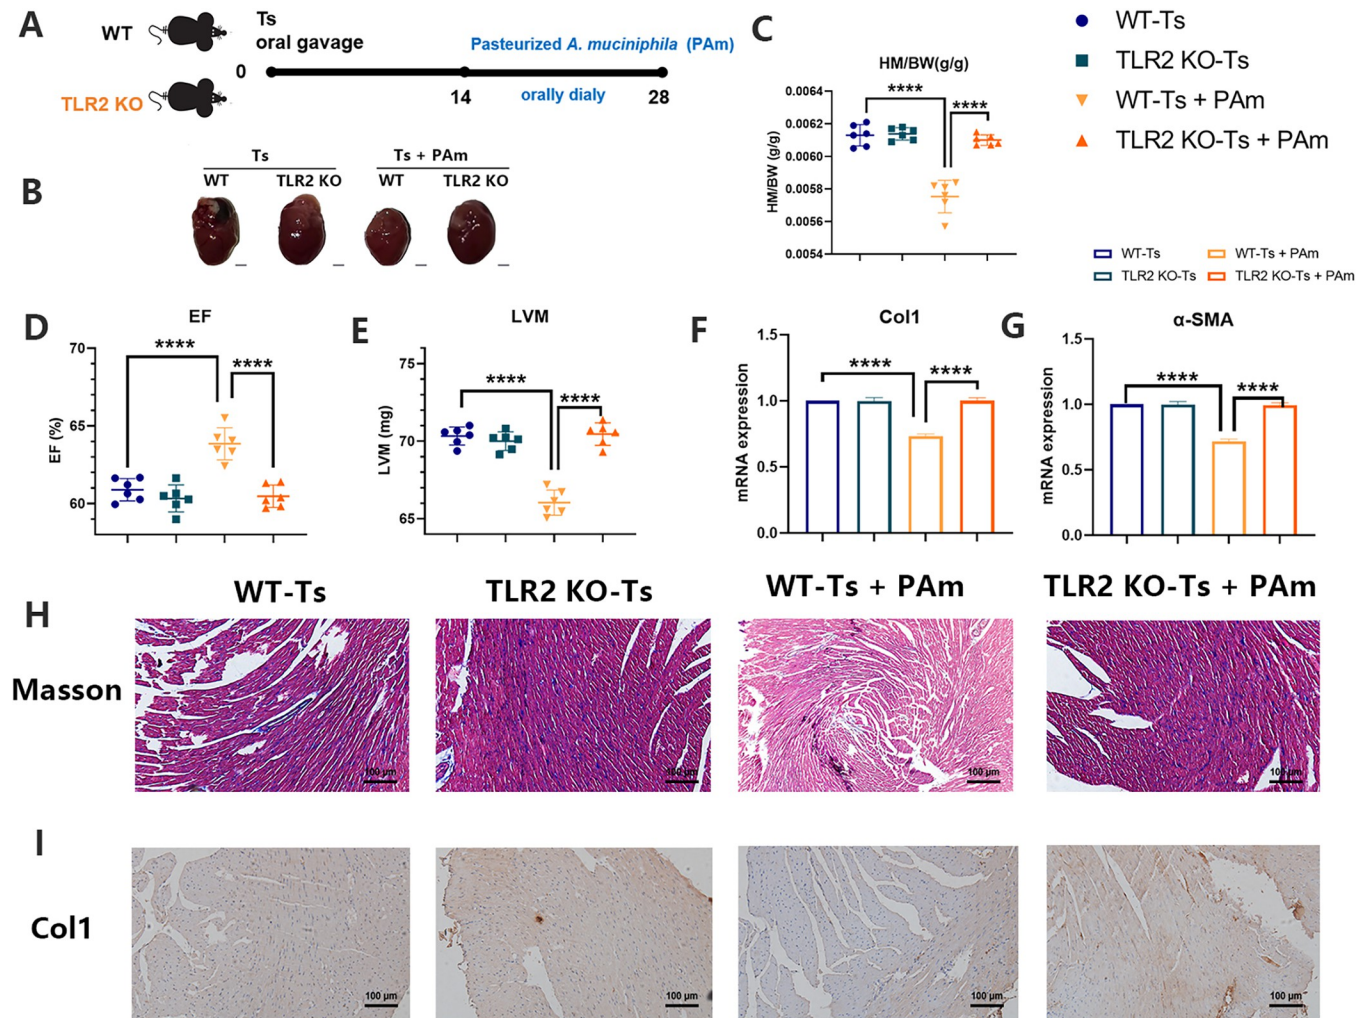 A
WT
TLR2 KO
Ts
oral gavage
0
14
28
Pasteurized A. muciniphila (PAm)
orally dialy
B
Ts
Ts + PAm
WT
TLR2 KO
WT
TLR2 KO
C
HM/BW(g/g)
HM/BW (g/g)
0.0064
0.0062
0.0060
0.0058
0.0056
0.0054
****
****
WT-Ts
TLR2 KO-Ts
WT-Ts + PAm
TLR2 KO-Ts + PAm
WT-Ts
WT-Ts + PAm
TLR2 KO-Ts
TLR2 KO-Ts + PAm
D
EF
EF (%)
70
65
60
****
****
E
LVM
LVM (mg)
75
70
65
****
****
F
Col1
mRNA expression
1.5
1.0
0.5
0.0
****
****
G
α-SMA
mRNA expression
1.5
1.0
0.5
0.0
****
****
WT-Ts
TLR2 KO-Ts
WT-Ts + PAm
TLR2 KO-Ts + PAm
H
Masson
100 μm
100 μm
100 μm
100 μm
I
Col1
100 μm
100 μm
100 μm
100 μm